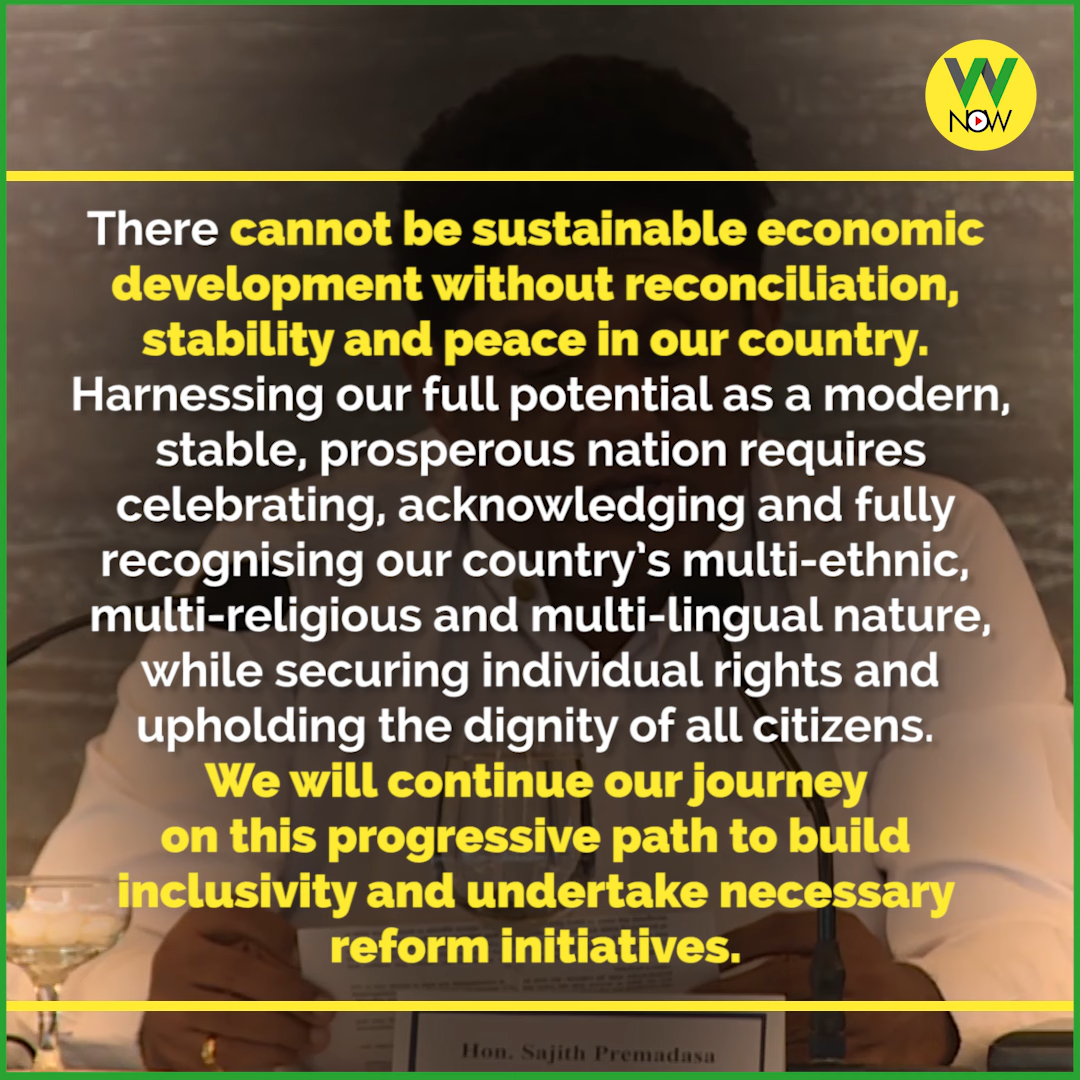 W
NOW
There cannot be sustainable economic
development without reconciliation,
stability and peace in our country.
Harnessing our full potential as a modern,
stable, prosperous nation requires
celebrating, acknowledging and fully
recognising our country's multi-ethnic,
multi-religious and multi-lingual nature,
while securing individual rights and
upholding the dignity of all citizens.
We will continue our journey
on this progressive path to build
inclusivity and undertake necessary
reform initiatives.
Hon. Sajith Premadasa